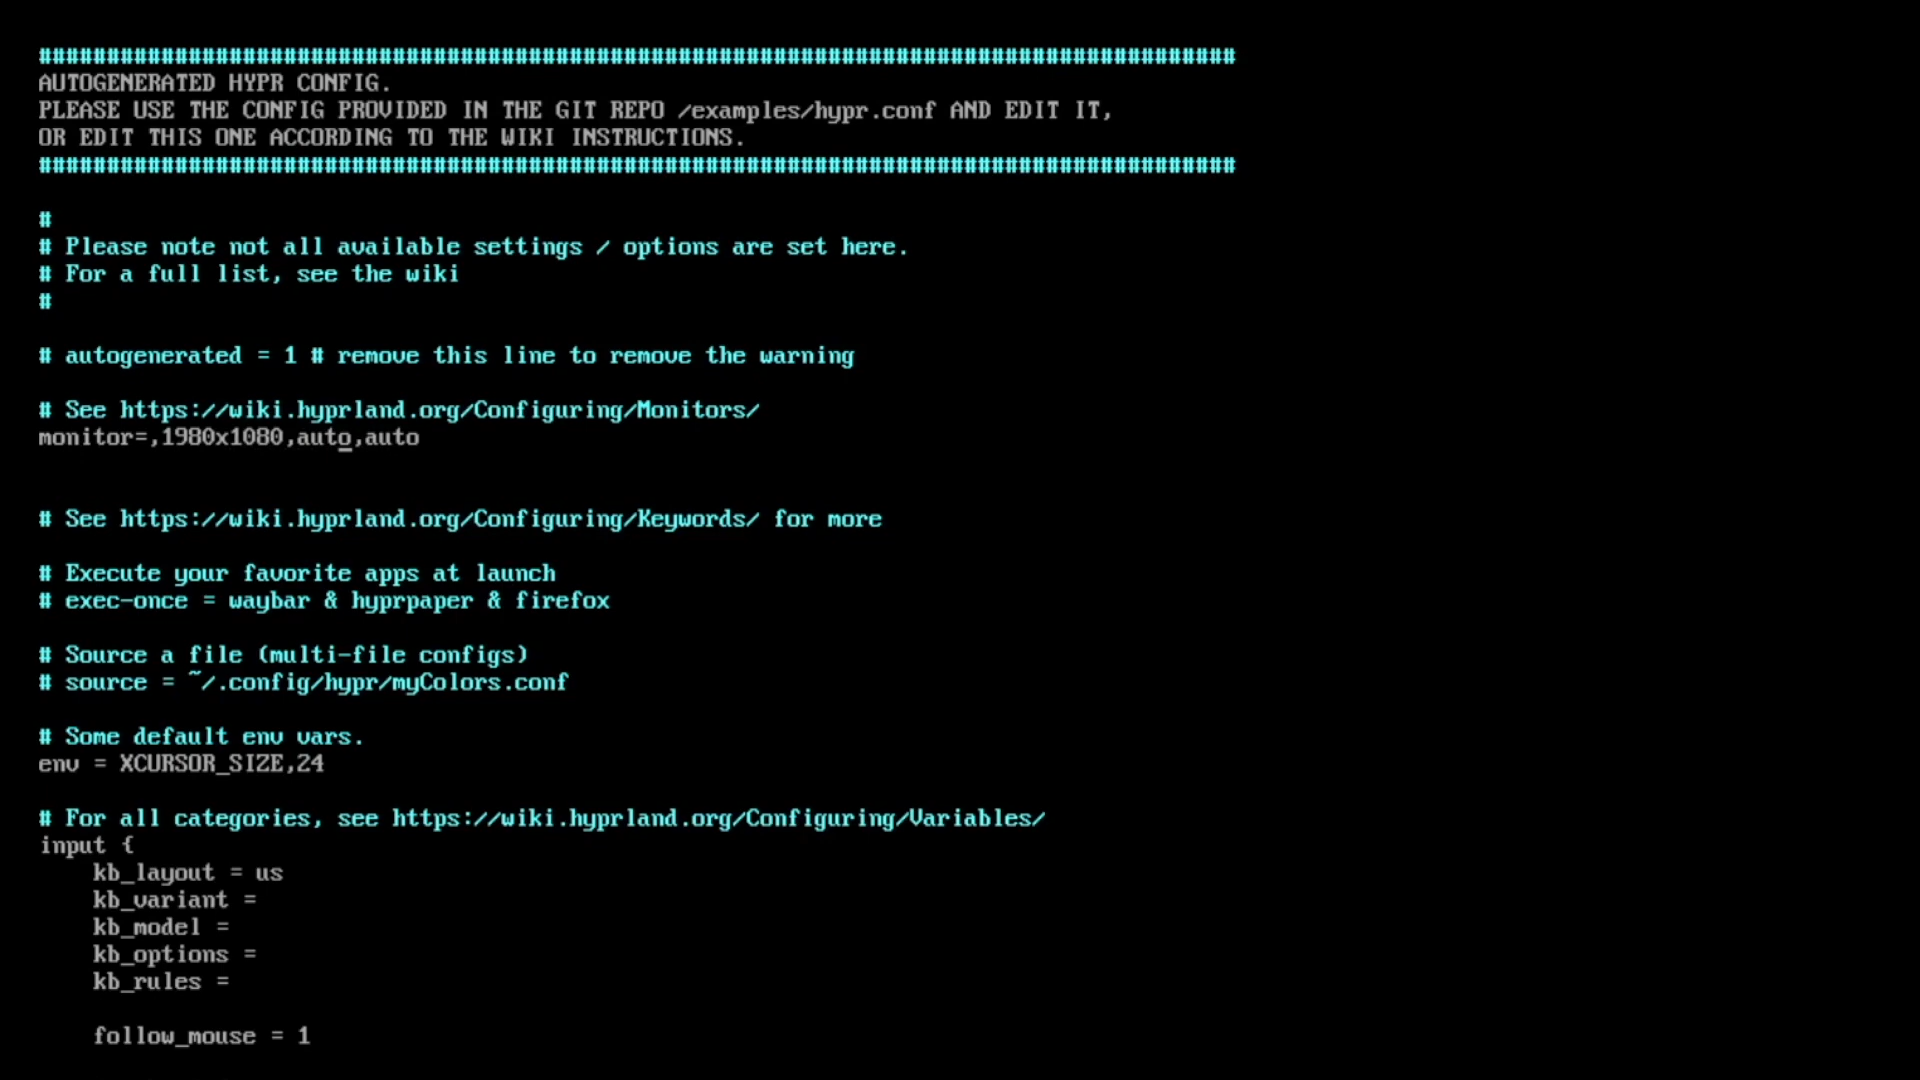 ########################################################################################
AUTOGENERATED HYPR CONFIG.
PLEASE USE THE CONFIG PROVIDED IN THE GIT REPO /examples/hypr.conf AND EDIT IT,
OR EDIT THIS ONE ACCORDING TO THE WIKI INSTRUCTIONS.
########################################################################################
#
# Please note not all available settings / options are set here.
# For a full list, see the wiki
#
# autogenerated = 1 # remove this line to remove the warning
# See https://wiki.hyprland.org/Configuring/Monitors/
monitor=,1980x1080,auto,auto
# See https://wiki.hyprland.org/Configuring/Keywords/ for more
# Execute your favorite apps at launch
# exec-once = waybar & hyprpaper & firefox
# Source a file (multi-file configs)
# source = ~/.config/hypr/myColors.conf
# Some default env vars.
env = XCURSOR_SIZE,24
# For all categories, see https://wiki.hyprland.org/Configuring/Variables/
input {
    kb_layout = us
    kb_variant =
    kb_model =
    kb_options =
    kb_rules =
    follow_mouse = 1